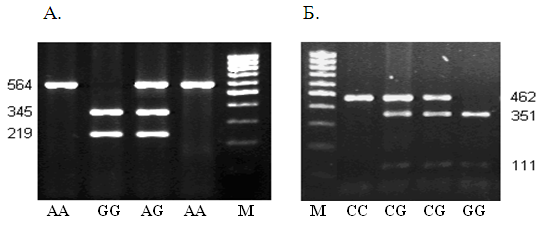 А.
Б.
564
345
219
AA GG AG AA M
462
351
111
M CC CG CG GG